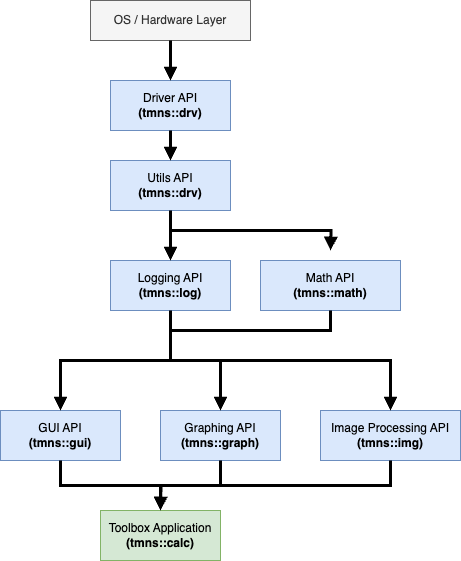 OS / Hardware Layer
Driver API
(tmns::drv)
Utils API
(tmns::drv)
Logging API
(tmns::log)
Math API
(tmns::math)
GUI API
(tmns::gui)
Graphing API
(tmns::graph)
Image Processing API
(tmns::img)
Toolbox Application
(tmns::calc)